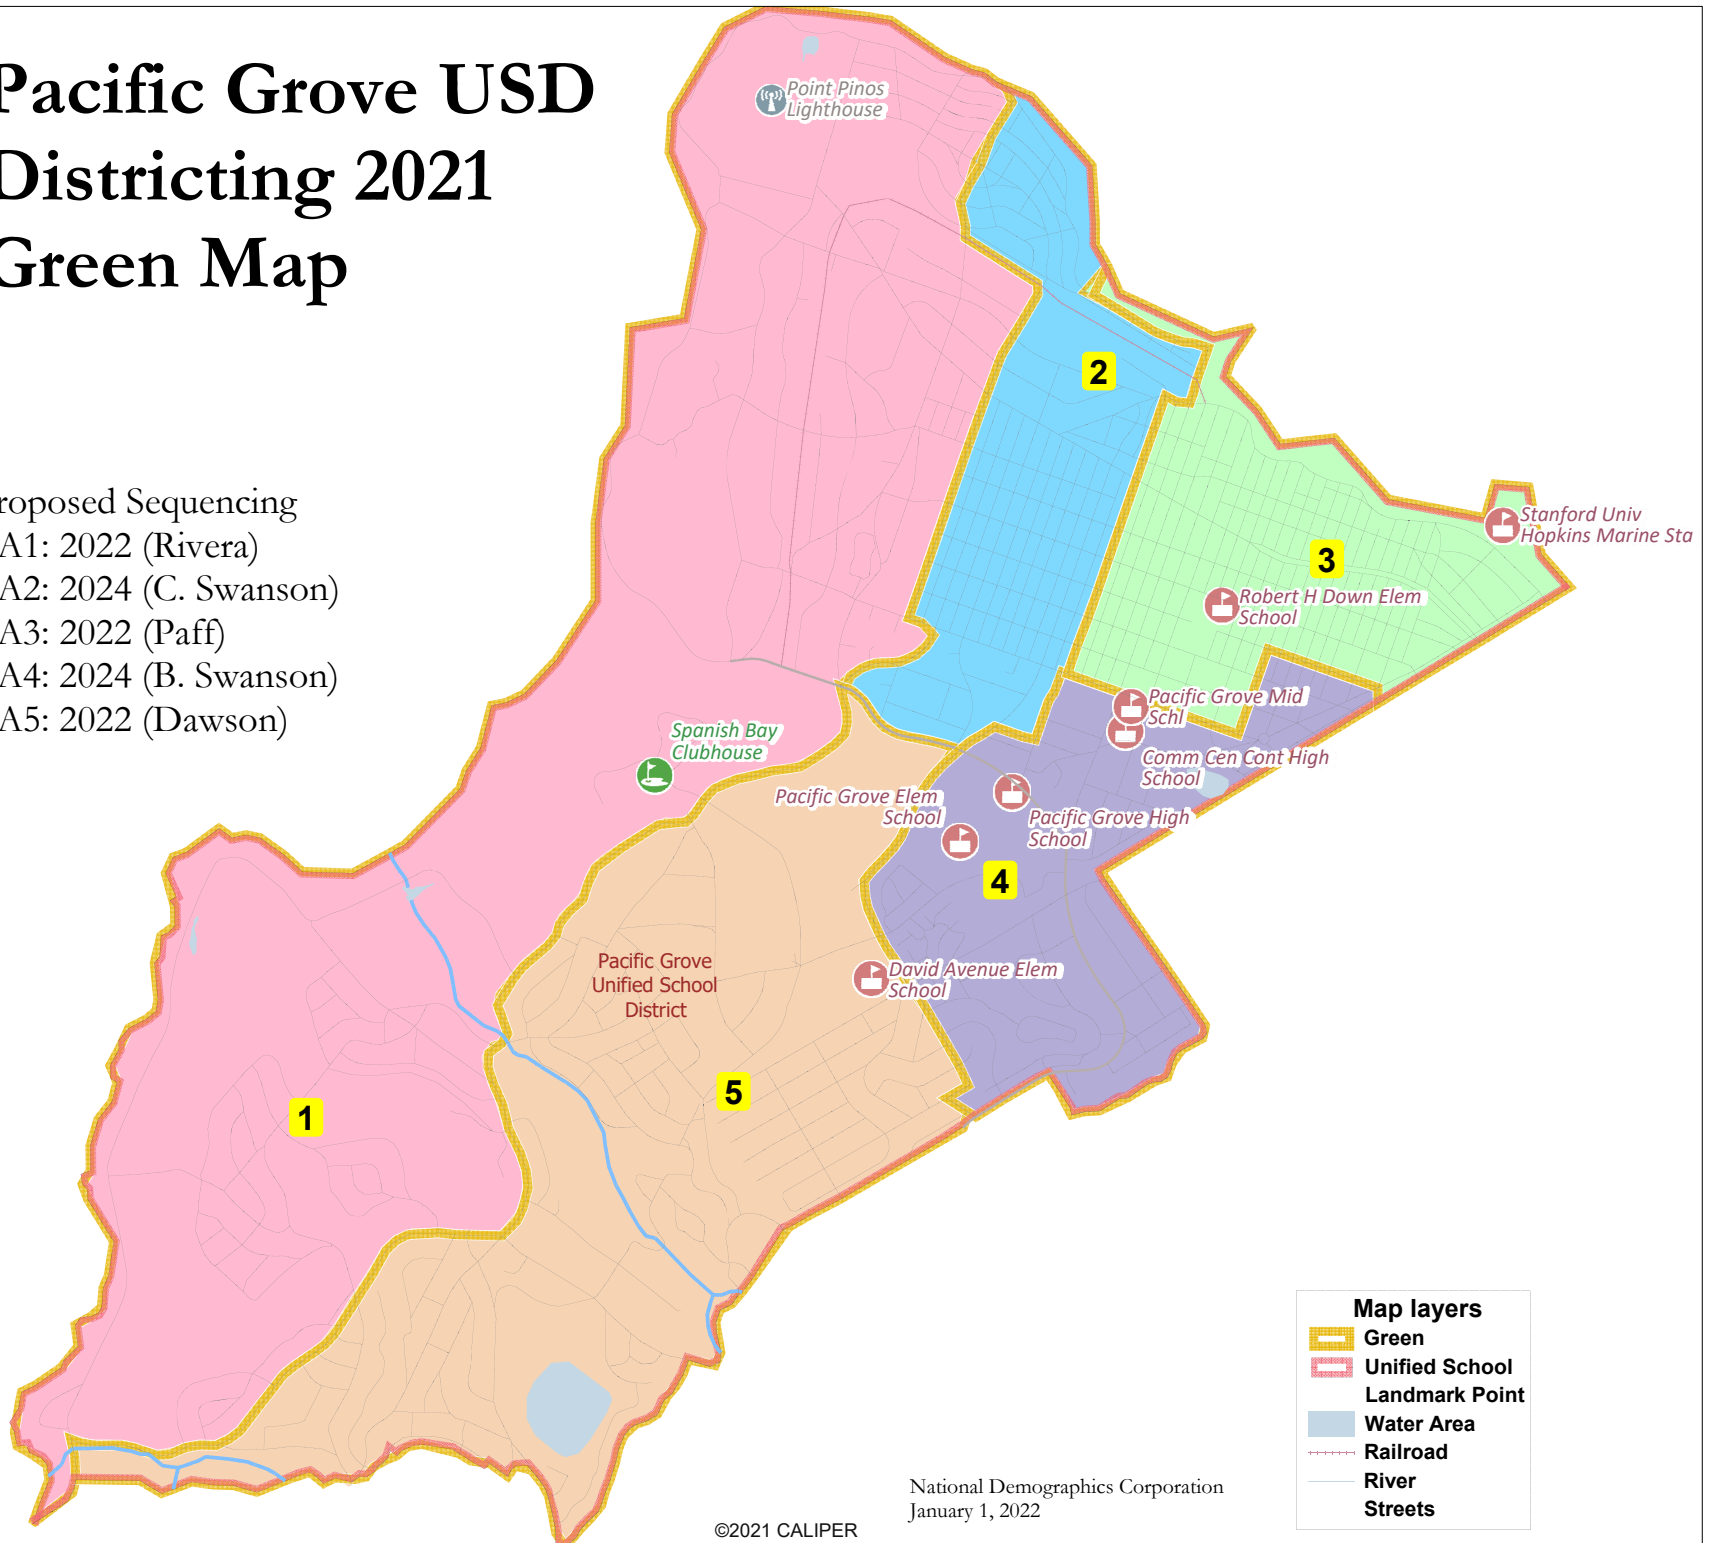 Pacific Grove USD
Districting 2021
Green Map
roposed Sequencing
A1: 2022 (Rivera)
A2: 2024 (C. Swanson)
A3: 2022 (Paff)
A4: 2024 (B. Swanson)
A5: 2022 (Dawson)
Point Pinos
Lighthouse
2
3
Stanford Univ
Hopkins Marine Sta
Robert H Down Elem
School
Pacific Grove Mid
Schl
Comm Cen Cont High
School
Spanish Bay
Clubhouse
Pacific Grove Elem
School
Pacific Grove High
School
4
David Avenue Elem
School
Pacific Grove
Unified School
District
5
1
Map layers
Green
Unified School
Landmark Point
Water Area
Railroad
River
Streets
National Demographics Corporation
January 1, 2022
©2021 CALIPER